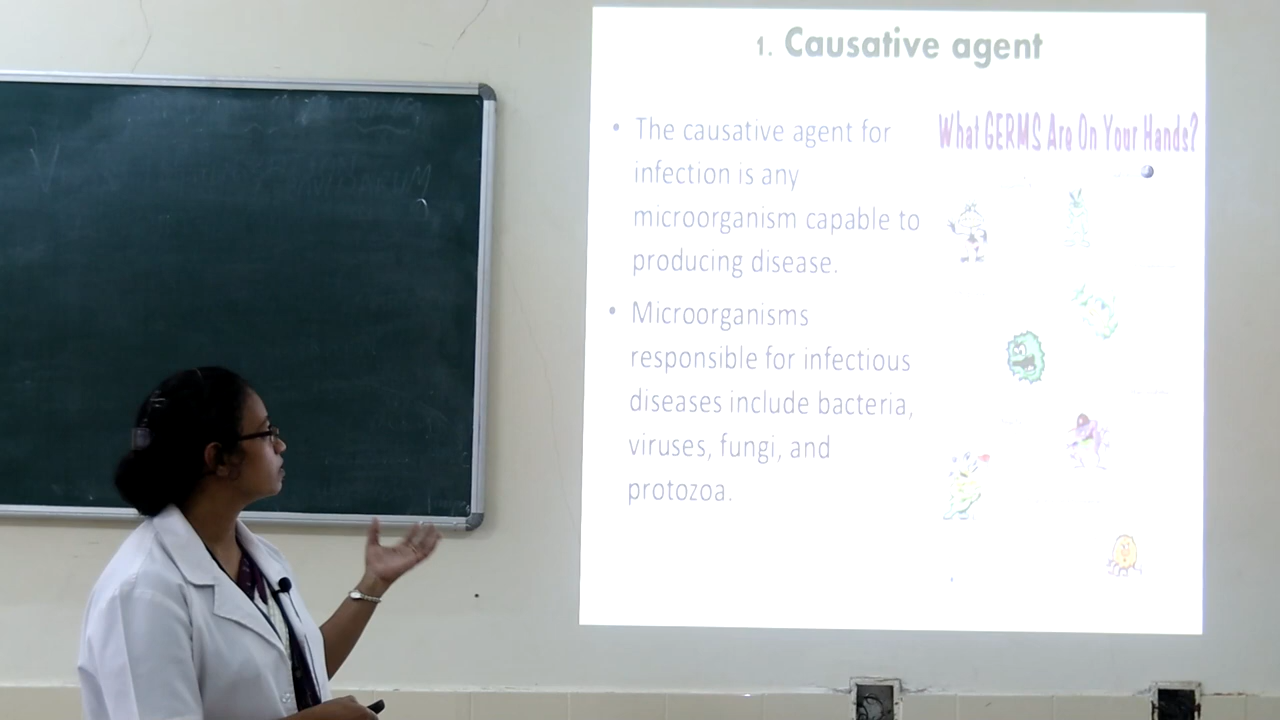 1. Causative agent
• The causative agent for
infection is any
microorganism capable to
producing disease.
• Microorganisms
responsible for infectious
diseases include bacteria,
viruses, fungi, and
protozoa.
What GERMS Are On Your Hands?